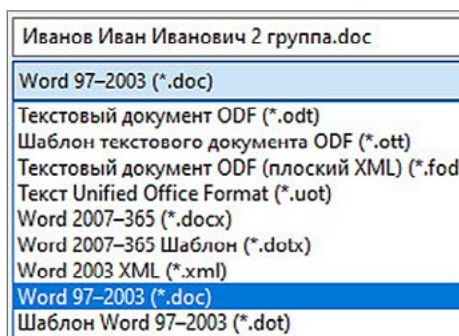 Иванов Иван Иванович 2 группа.doc
Word 97–2003 (*.doc)
Текстовый документ ODF (*.odt)
Шаблон текстового документа ODF (*.ott)
Текстовый документ ODF (плоский XML) (*.fod
Текст Unified Office Format (*.uot)
Word 2007–365 (*.docx)
Word 2007–365 Шаблон (*.dotx)
Word 2003 XML (*.xml)
Word 97–2003 (*.doc)
Шаблон Word 97–2003 (*.dot)